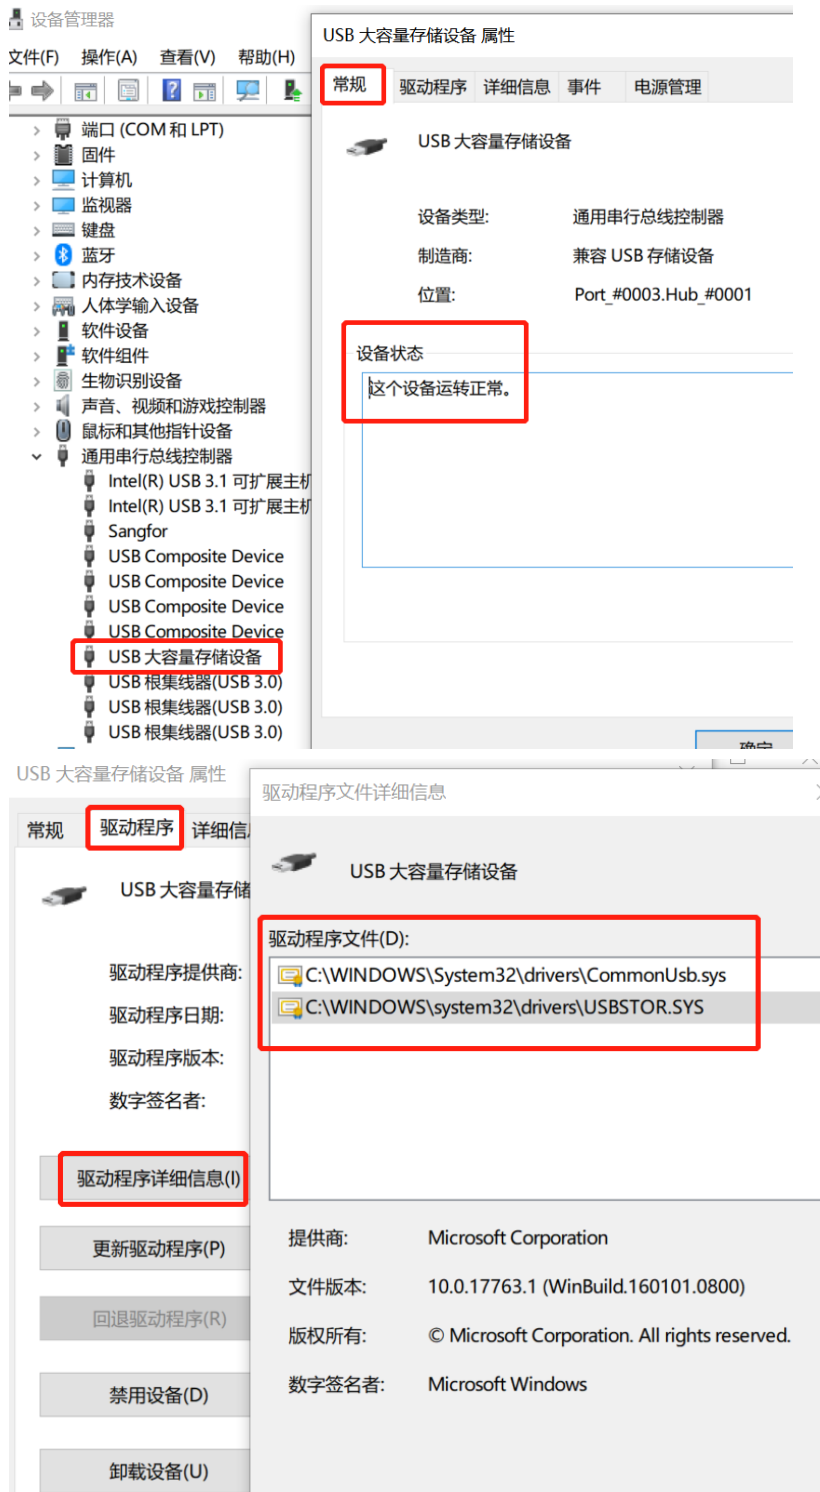 设备管理器
文件(F) 操作(A) 查看(V) 帮助(H)
端口 (COM 和 LPT)
固件
计算机
监视器
键盘
蓝牙
内存技术设备
人体学输入设备
软件设备
软件组件
生物识别设备
声音、视频和游戏控制器
鼠标和其他指针设备
通用串行总线控制器
Intel(R) USB 3.1 可扩展主机
Intel(R) USB 3.1 可扩展主机
Sangfor
USB Composite Device
USB Composite Device
USB Composite Device
USB Composite Device
USB 大容量存储设备
USB 根集线器(USB 3.0)
USB 根集线器(USB 3.0)
USB 根集线器(USB 3.0)
USB 大容量存储设备 属性
常规 驱动程序 详细信息 事件 电源管理
USB 大容量存储设备
设备类型: 通用串行总线控制器
制造商: 兼容 USB 存储设备
位置: Port_#0003.Hub_#0001
设备状态
这个设备运转正常。
确定
USB 大容量存储设备 属性
常规 驱动程序 详细信息
USB 大容量存储
驱动程序提供商:
驱动程序日期:
驱动程序版本:
数字签名者:
驱动程序详细信息(I)
更新驱动程序(P)
回退驱动程序(R)
禁用设备(D)
卸载设备(U)
驱动程序文件详细信息
USB 大容量存储设备
驱动程序文件(D):
C:\WINDOWS\System32\drivers\CommonUsb.sys
C:\WINDOWS\system32\drivers\USBSTOR.SYS
提供商: Microsoft Corporation
文件版本: 10.0.17763.1 (WinBuild.160101.0800)
版权所有: © Microsoft Corporation. All rights reserved.
数字签名者: Microsoft Windows